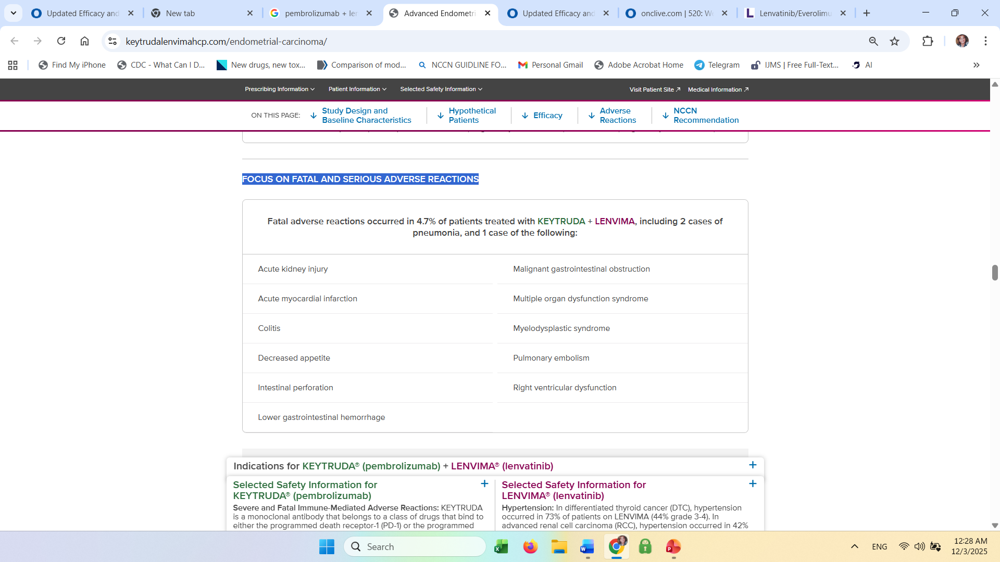 Updated Efficacy and
New tab
pembrolizumab + ler
Advanced Endometri
Updated Efficacy and
onclive.com | 520: We
Lenvatinib/Everolimu
keytrudalenvimahcp.com/endometrial-carcinoma/
Find My iPhone
CDC - What Can I D...
New drugs, new tox...
Comparison of mod...
NCCN GUIDLINE FO...
Personal Gmail
Adobe Acrobat Home
Telegram
IJMS | Free Full-Text...
AI
Prescribing Information
Patient Information
Selected Safety Information
Visit Patient Site
Medical Information
ON THIS PAGE:
Study Design and
Baseline Characteristics
Hypothetical
Patients
Efficacy
Adverse
Reactions
NCCN
Recommendation
FOCUS ON FATAL AND SERIOUS ADVERSE REACTIONS
Fatal adverse reactions occurred in 4.7% of patients treated with KEYTRUDA + LENVIMA, including 2 cases of
pneumonia, and 1 case of the following:
Acute kidney injury
Malignant gastrointestinal obstruction
Acute myocardial infarction
Multiple organ dysfunction syndrome
Colitis
Myelodysplastic syndrome
Decreased appetite
Pulmonary embolism
Intestinal perforation
Right ventricular dysfunction
Lower gastrointestinal hemorrhage
Indications for KEYTRUDA® (pembrolizumab) + LENVIMA® (lenvatinib)
Selected Safety Information for
KEYTRUDA® (pembrolizumab)
Severe and Fatal Immune-Mediated Adverse Reactions: KEYTRUDA
is a monoclonal antibody that belongs to a class of drugs that bind to
either the programmed death receptor-1 (PD-1) or the programmed
Selected Safety Information for
LENVIMA® (lenvatinib)
Hypertension: In differentiated thyroid cancer (DTC), hypertension
occurred in 73% of patients on LENVIMA (44% grade 3-4). In
advanced renal cell carcinoma (RCC), hypertension occurred in 42%
Search
ENG
12:28 AM
12/3/2025